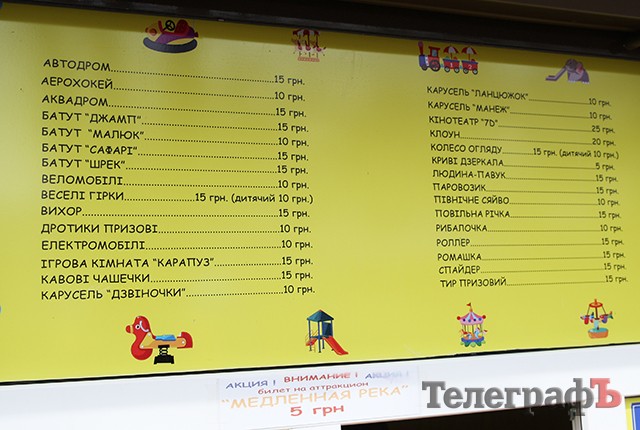 АВТОДРОМ 15 грн.
АЕРОХОКЕЙ 10 грн.
АКВАДРОМ 15 грн.
БАТУТ "ДЖАМП" 15 грн.
БАТУТ "МАЛЮК" 10 грн.
БАТУТ "САФАРІ" 15 грн.
БАТУТ "ШРЕК" 15 грн.
ВЕЛОМОБІЛІ 10 грн.
ВЕСЕЛІ ГІРКИ 15 грн. (дитячий 10 грн.)
ВИХОР 15 грн.
ДРОТИКИ ПРИЗОВІ 10 грн.
ЕЛЕКТРОМОБІЛІ 10 грн.
ІГРОВА КІМНАТА "КАРАПУЗ" 15 грн.
КАВОВІ ЧАШЕЧКИ 15 грн.
КАРУСЕЛЬ "ДЗВІНОЧКИ" 10 грн.
КАРУСЕЛЬ "ЛАНЦЮЖОК" 10 грн.
КАРУСЕЛЬ "МАНЕЖ" 10 грн.
КІНОТЕАТР "7D" 25 грн.
КЛОУН 20 грн.
КОЛЕСО ОГЛЯДУ 15 грн. (дитячий 10 грн.)
КРИВІ ДЗЕРКАЛА 5 грн.
ЛЮДИНА-ПАВУК 15 грн.
ПАРОВОЗИК 15 грн.
ПІВНІЧНЕ СЯЙВО 10 грн.
ПОВІЛЬНА РІЧКА 15 грн.
РИБАЛОЧКА 10 грн.
РОЛЛЕР 15 грн.
РОМАШКА 15 грн.
СПАЙДЕР 15 грн.
ТИР ПРИЗОВИЙ 15 грн.
АКЦИЯ ! ВНИМАНИЕ ! АКЦИЯ !
билет на аттракцион
"МЕДЛЕННАЯ РЕКА"
5 грн
ТелеграфЪ